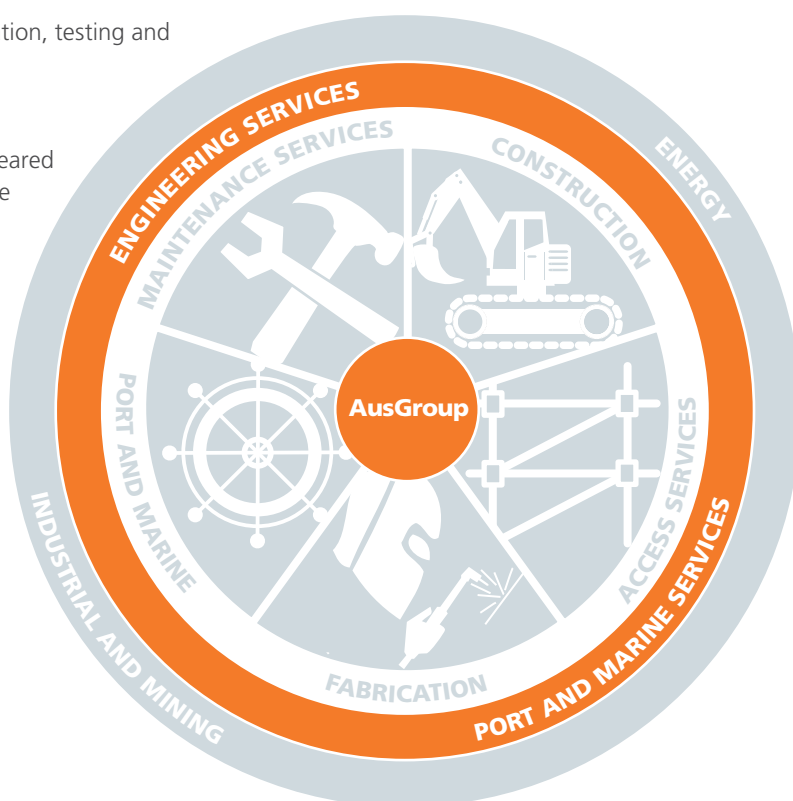 tion, testing and
eared
e
ENGINEERING SERVICES
ENERGY
MAINTENANCE SERVICES
CONSTRUCTION
AusGroup
PORT AND MARINE
ACCESS SERVICES
FABRICATION
INDUSTRIAL AND MINING
PORT AND MARINE SERVICES